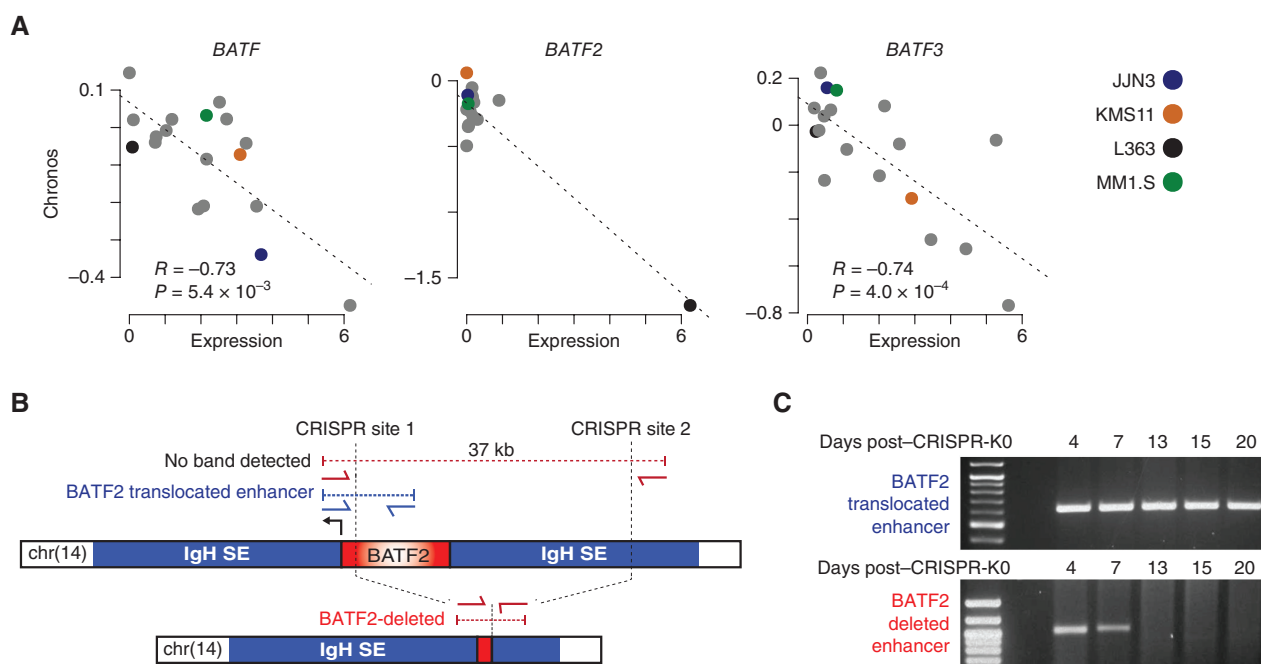 A
BATF
BATF2
BATF3
Chronos
0.1
−0.4
R = −0.73
P = 5.4 × 10−3
0
6
Expression
0
−1.5
0
6
Expression
0.2
0
−0.8
R = −0.74
P = 4.0 × 10−4
0
6
Expression
JJN3
KMS11
L363
MM1.S
B
CRISPR site 1
CRISPR site 2
No band detected
37 kb
BATF2 translocated enhancer
chr(14)
IgH SE
BATF2
IgH SE
BATF2-deleted
chr(14)
IgH SE
C
Days post–CRISPR-K0
4
7
13
15
20
BATF2
translocated
enhancer
Days post–CRISPR-K0
4
7
13
15
20
BATF2
deleted
enhancer